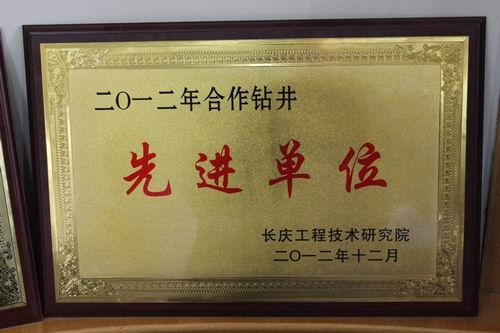 二〇一二年合作钻井
先进单位
长庆工程技术研究院
二〇一二年十二月